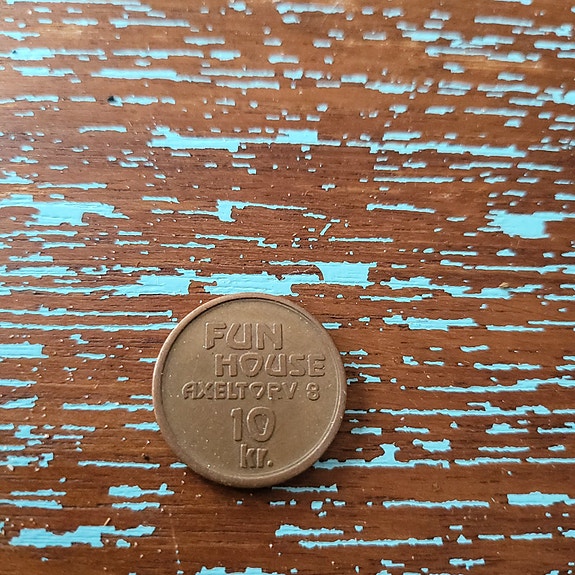 FUN
HOUSE
AXELTORV 8
10
Kr.